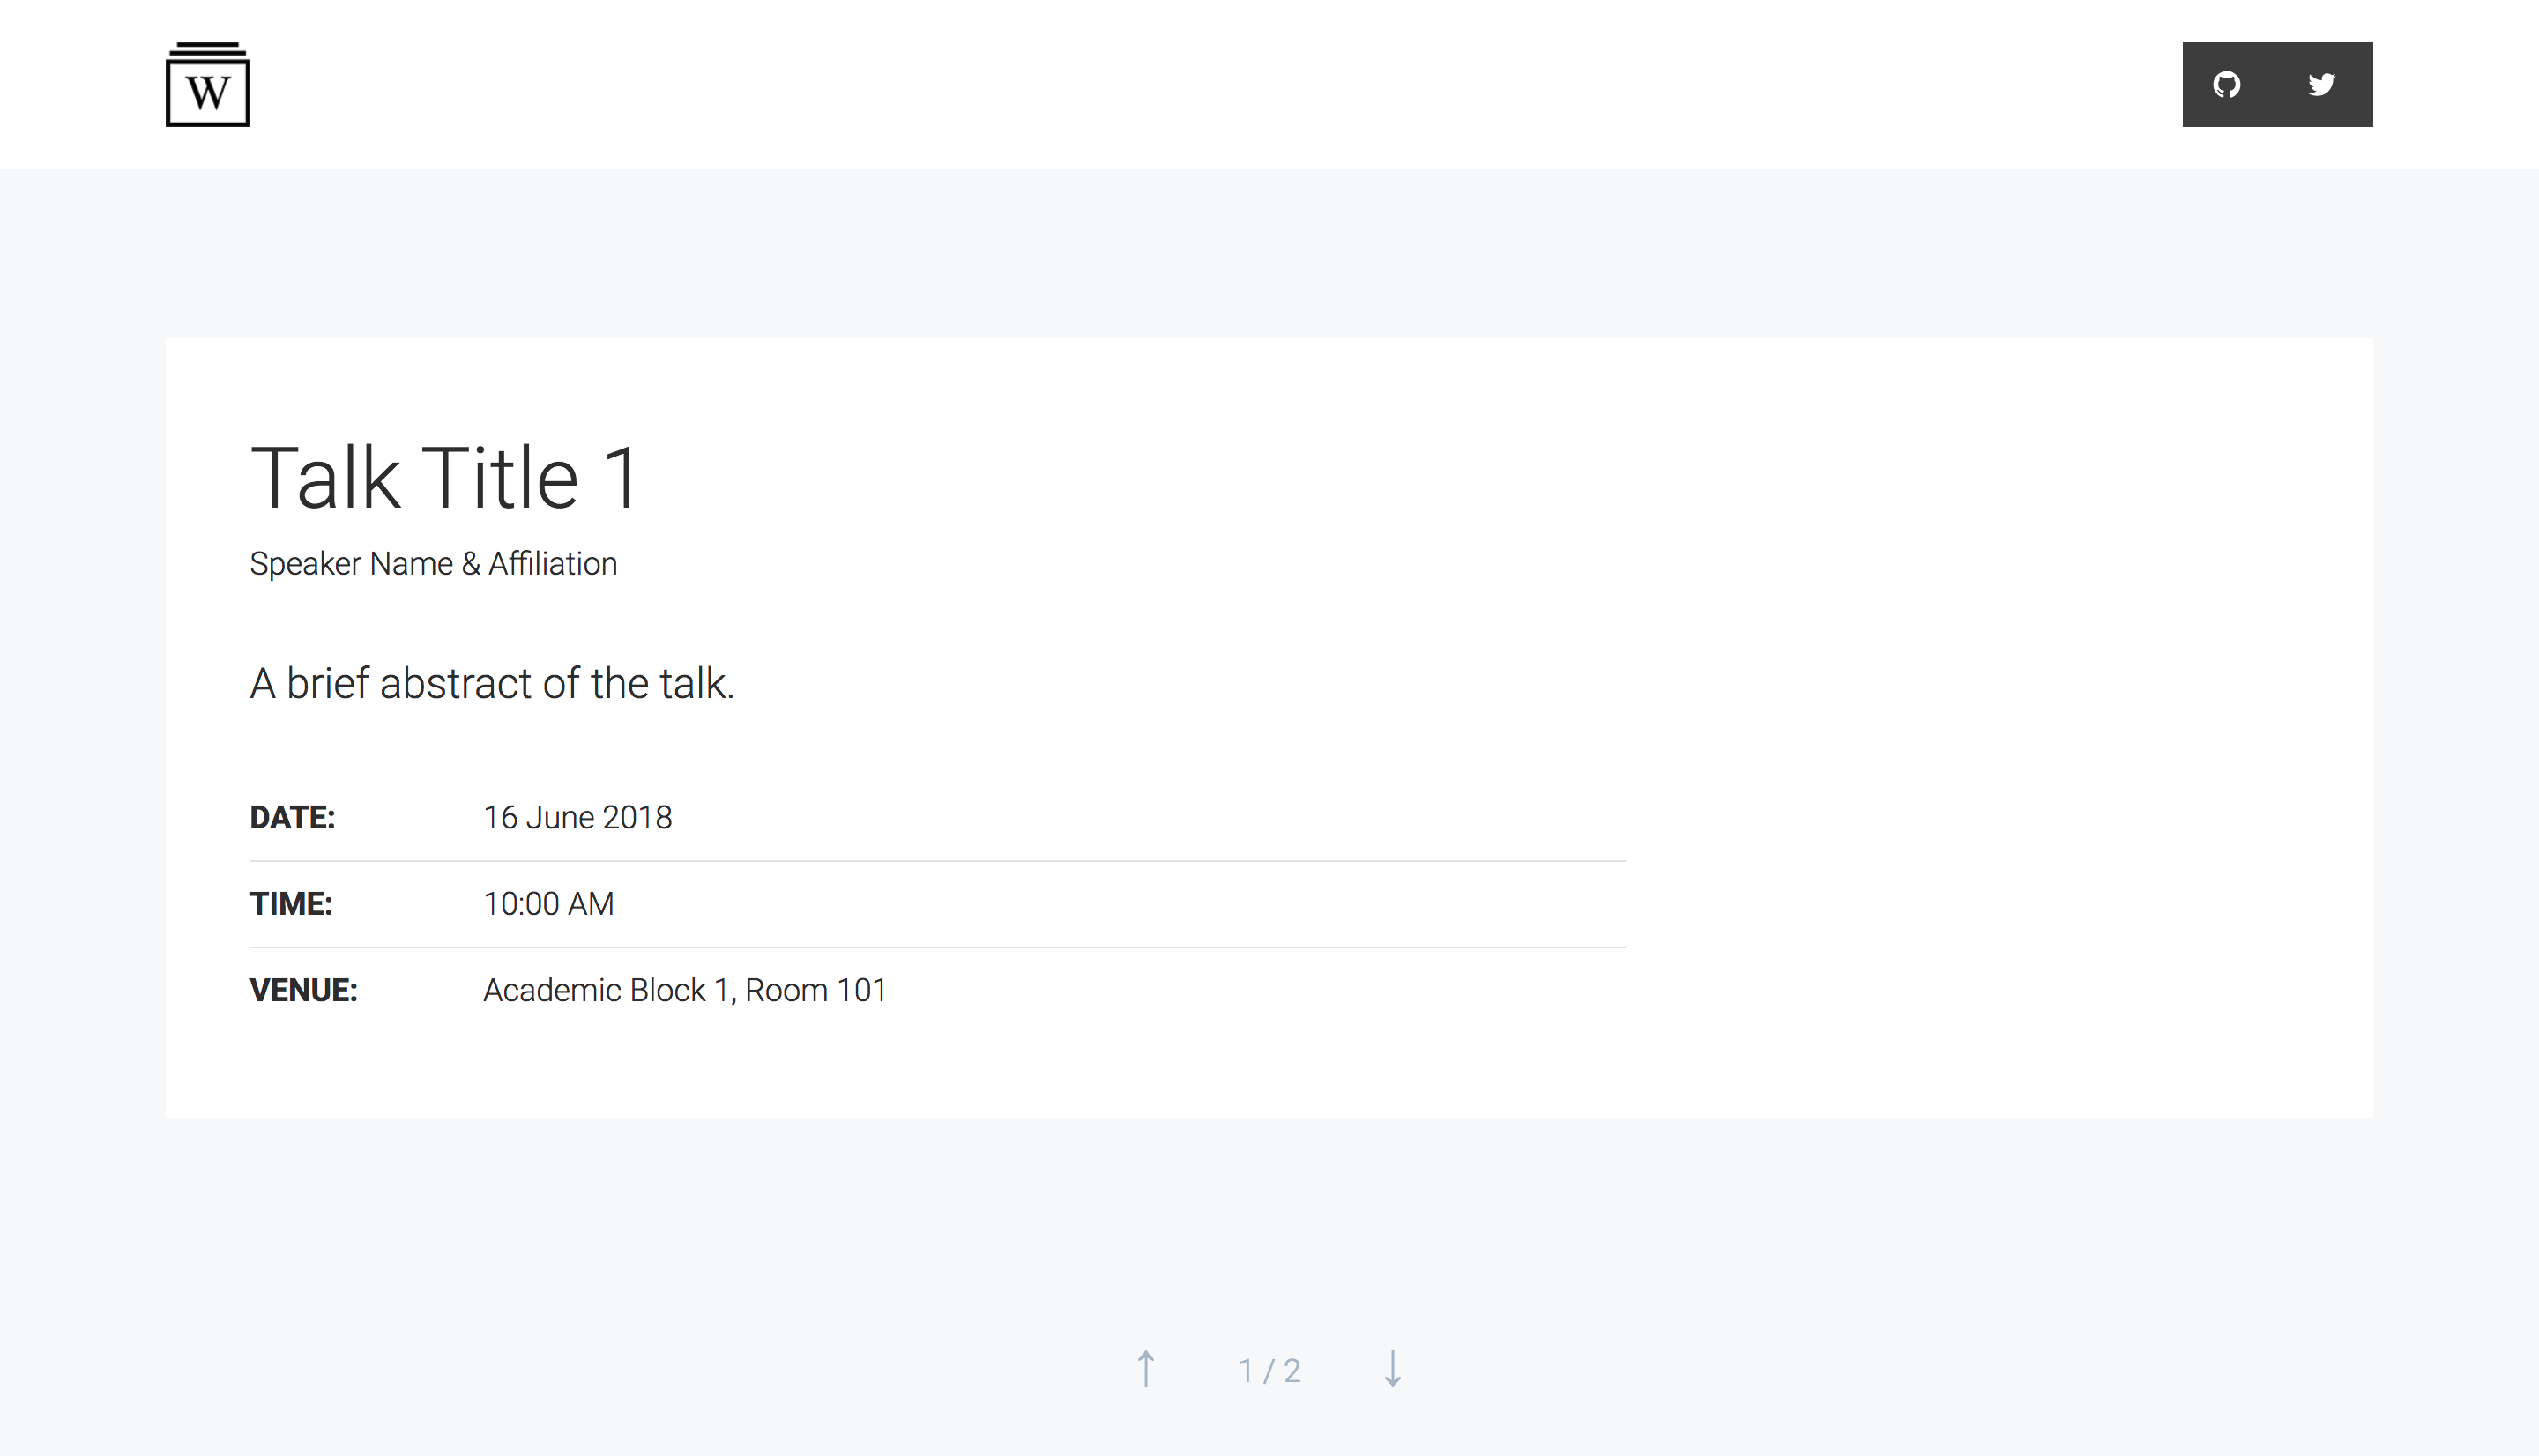 W
Talk Title 1
Speaker Name & Affiliation
A brief abstract of the talk.
DATE: 16 June 2018
TIME: 10:00 AM
VENUE: Academic Block 1, Room 101
↑ 1 / 2 ↓